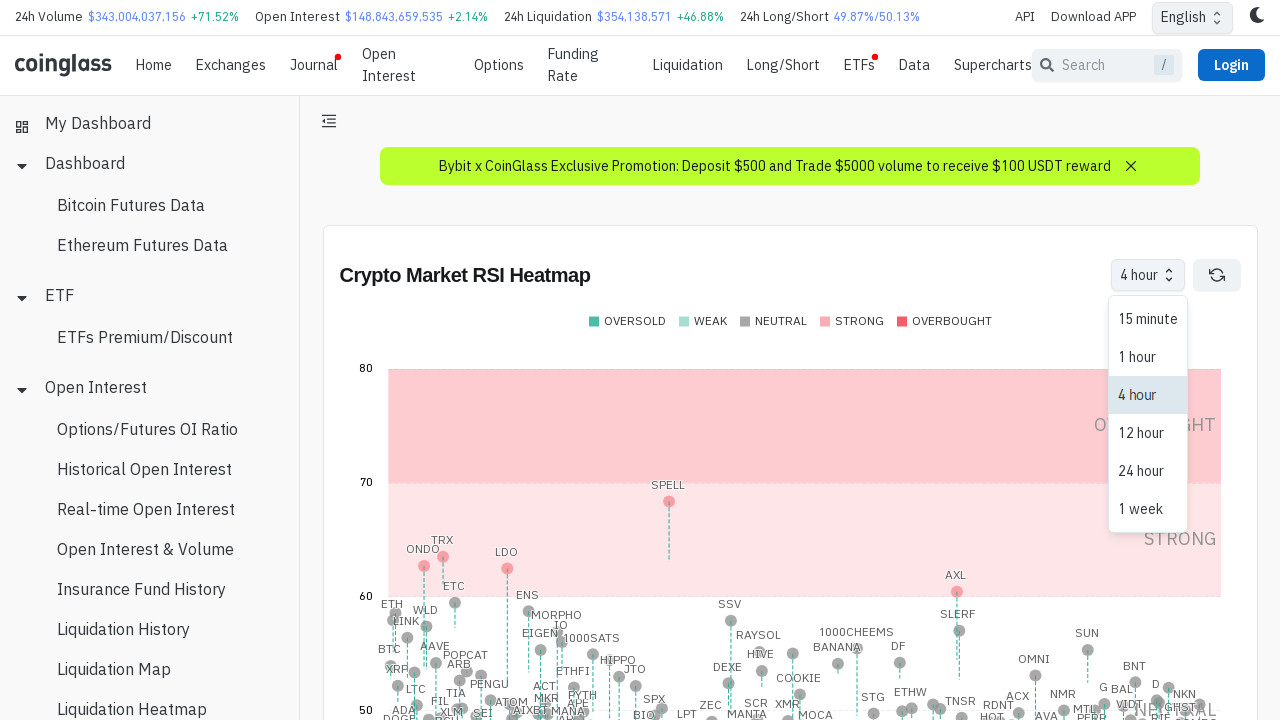 24h Volume $343,004,037,156 +71.52% Open Interest $148,843,659,535 +2.14% 24h Liquidation $354,138,571 +46.88% 24h Long/Short 49.87%/50.13% API Download APP English
coinglass Home Exchanges Journal Open Interest Options Funding Rate Liquidation Long/Short ETFs Data Supercharts Search / Login
My Dashboard
Dashboard
Bitcoin Futures Data
Ethereum Futures Data
ETF
ETFs Premium/Discount
Open Interest
Options/Futures OI Ratio
Historical Open Interest
Real-time Open Interest
Open Interest & Volume
Insurance Fund History
Liquidation History
Liquidation Map
Liquidation Heatmap
Bybit x CoinGlass Exclusive Promotion: Deposit $500 and Trade $5000 volume to receive $100 USDT reward
Crypto Market RSI Heatmap
4 hour
15 minute
1 hour
4 hour
12 hour
24 hour
1 week
OVERSOLD WEAK NEUTRAL STRONG OVERBOUGHT
80
70
SPELL
STRONG
TRX
ONDO LDO
AXL
ETC
60
ENS
ETH WLD MORPHO SSV SLERF
LINK IO
EIGEN 1000SATS RAYSOL 1000CHEEMS SUN
BTC AAVE HIVE BANANA DF
POPCAT HIPPO OMNI
XRP ARB ETHFI JTO DEXE BNT
PENGU COOKIE
LTC ACT G BAL D
TIA MKR PYTH SPX STG ETHW ACX NMR NKN
FIL ATOM APE ZEC SCR XMR TNSR RDNT VIDT
ADA XLM AIXBT MANA BIO LPT MANTA MOCA HOT AVA MTL GHST
50